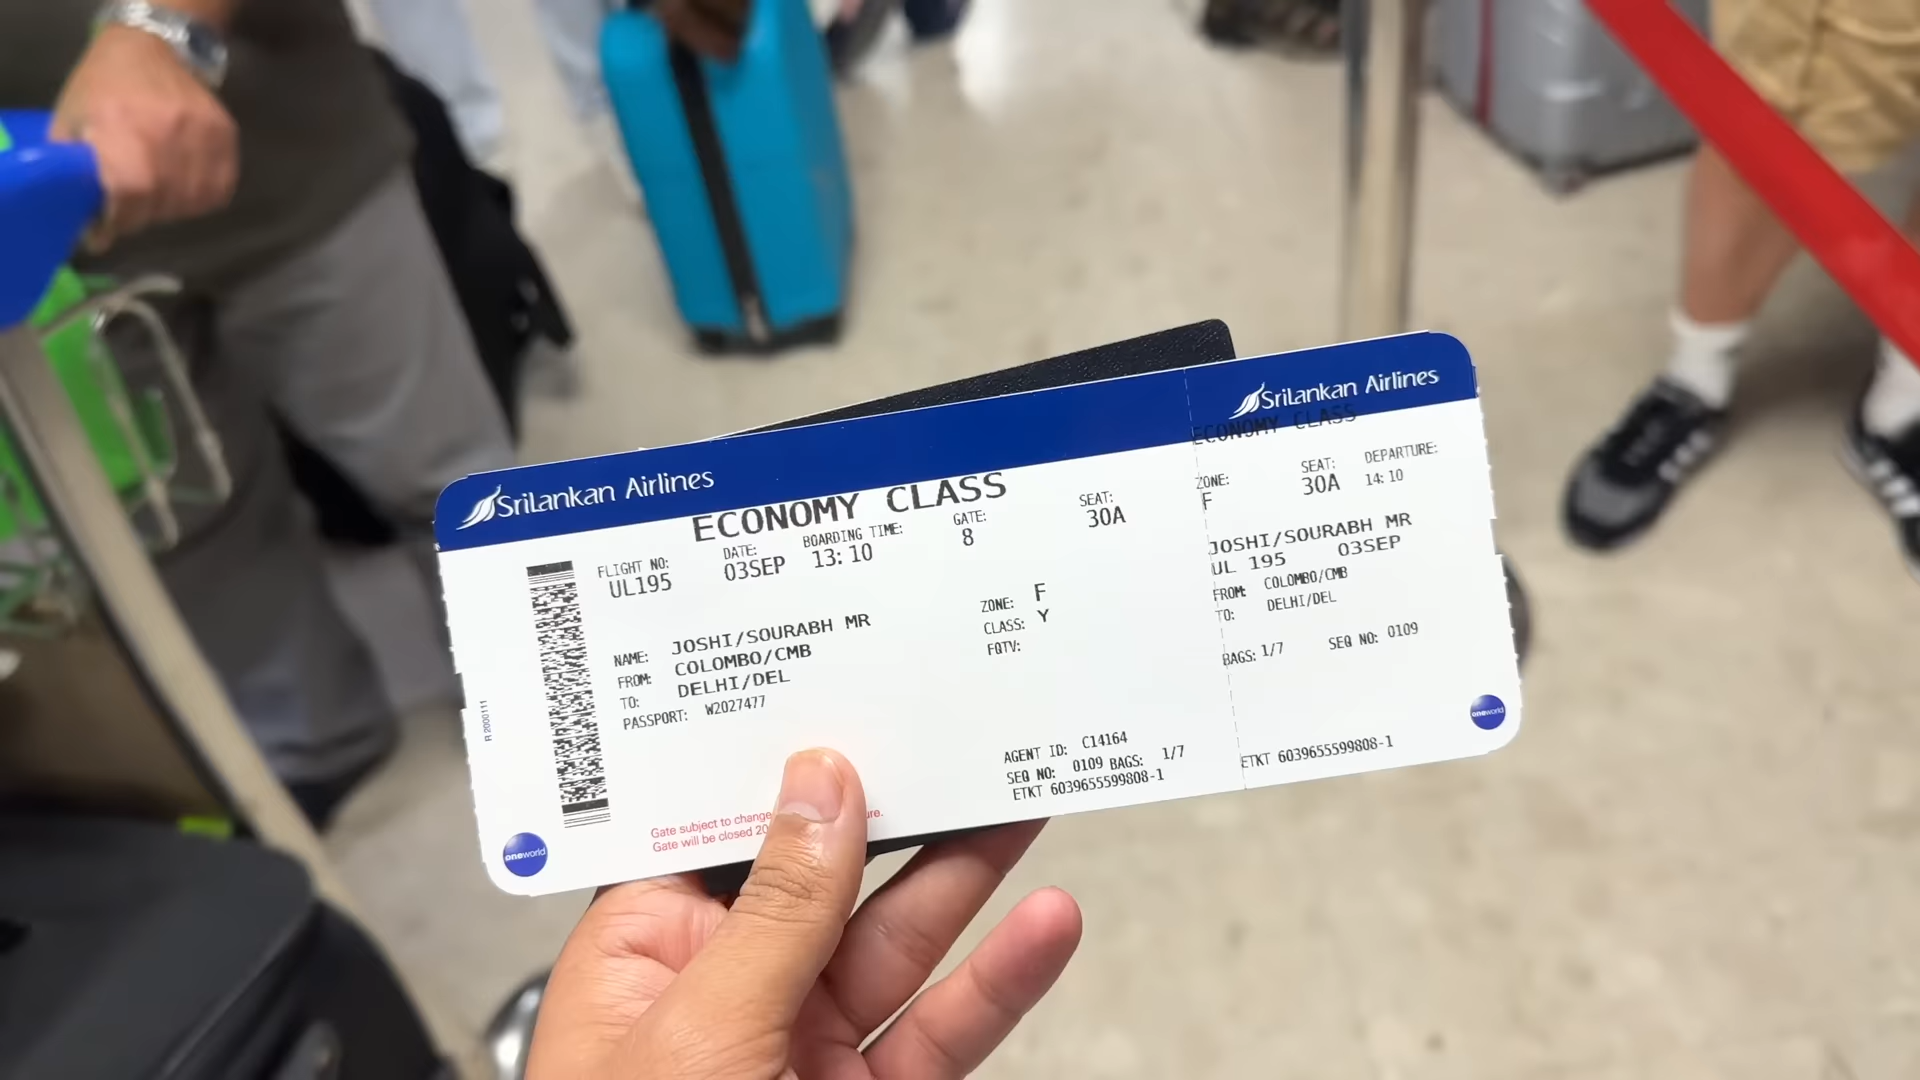 SriLankan Airlines
ECONOMY CLASS
FLIGHT NO: DATE: BOARDING TIME: GATE: SEAT:
UL195 03SEP 13:10 8 30A
NAME: JOSHI/SOURABH MR
FROM: COLOMBO/CMB
TO: DELHI/DEL
PASSPORT: W2027477
ZONE: F
CLASS: Y
FQTV:
AGENT ID: C14164
SEQ NO: 0109 BAGS: 1/7
ETKT 6039655599808-1
Gate subject to change
Gate will be closed 20
R 2000111
oneworld
SriLankan Airlines
ECONOMY CLASS
ZONE: SEAT: DEPARTURE:
F 30A 14:10
JOSHI/SOURABH MR
UL 195 03SEP
FROM: COLOMBO/CMB
TO: DELHI/DEL
BAGS: 1/7 SEQ NO: 0109
oneworld
ETKT 6039655599808-1